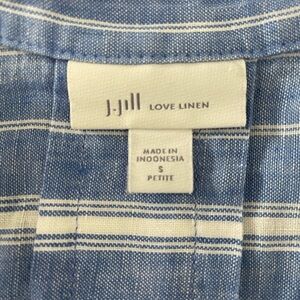 J.Jill LOVE LINEN
MADE IN
INDONESIA
S
PETITE